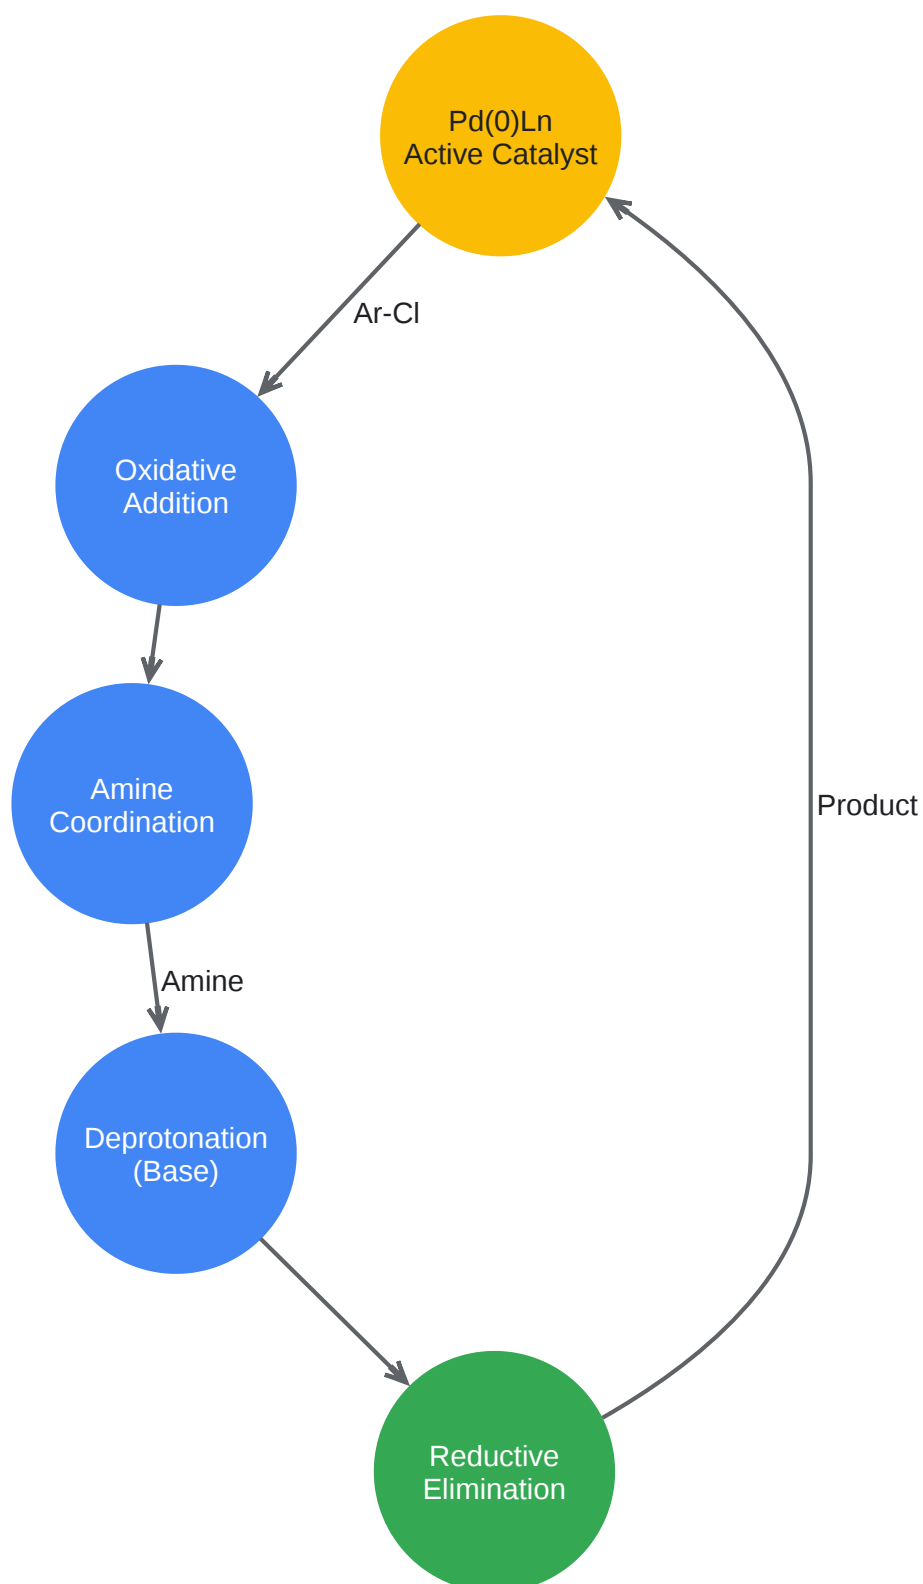 Pd(0)Ln
Active Catalyst
Ar-Cl
Oxidative
Addition
Amine
Coordination
Product
Amine
Deprotonation
(Base)
Reductive
Elimination